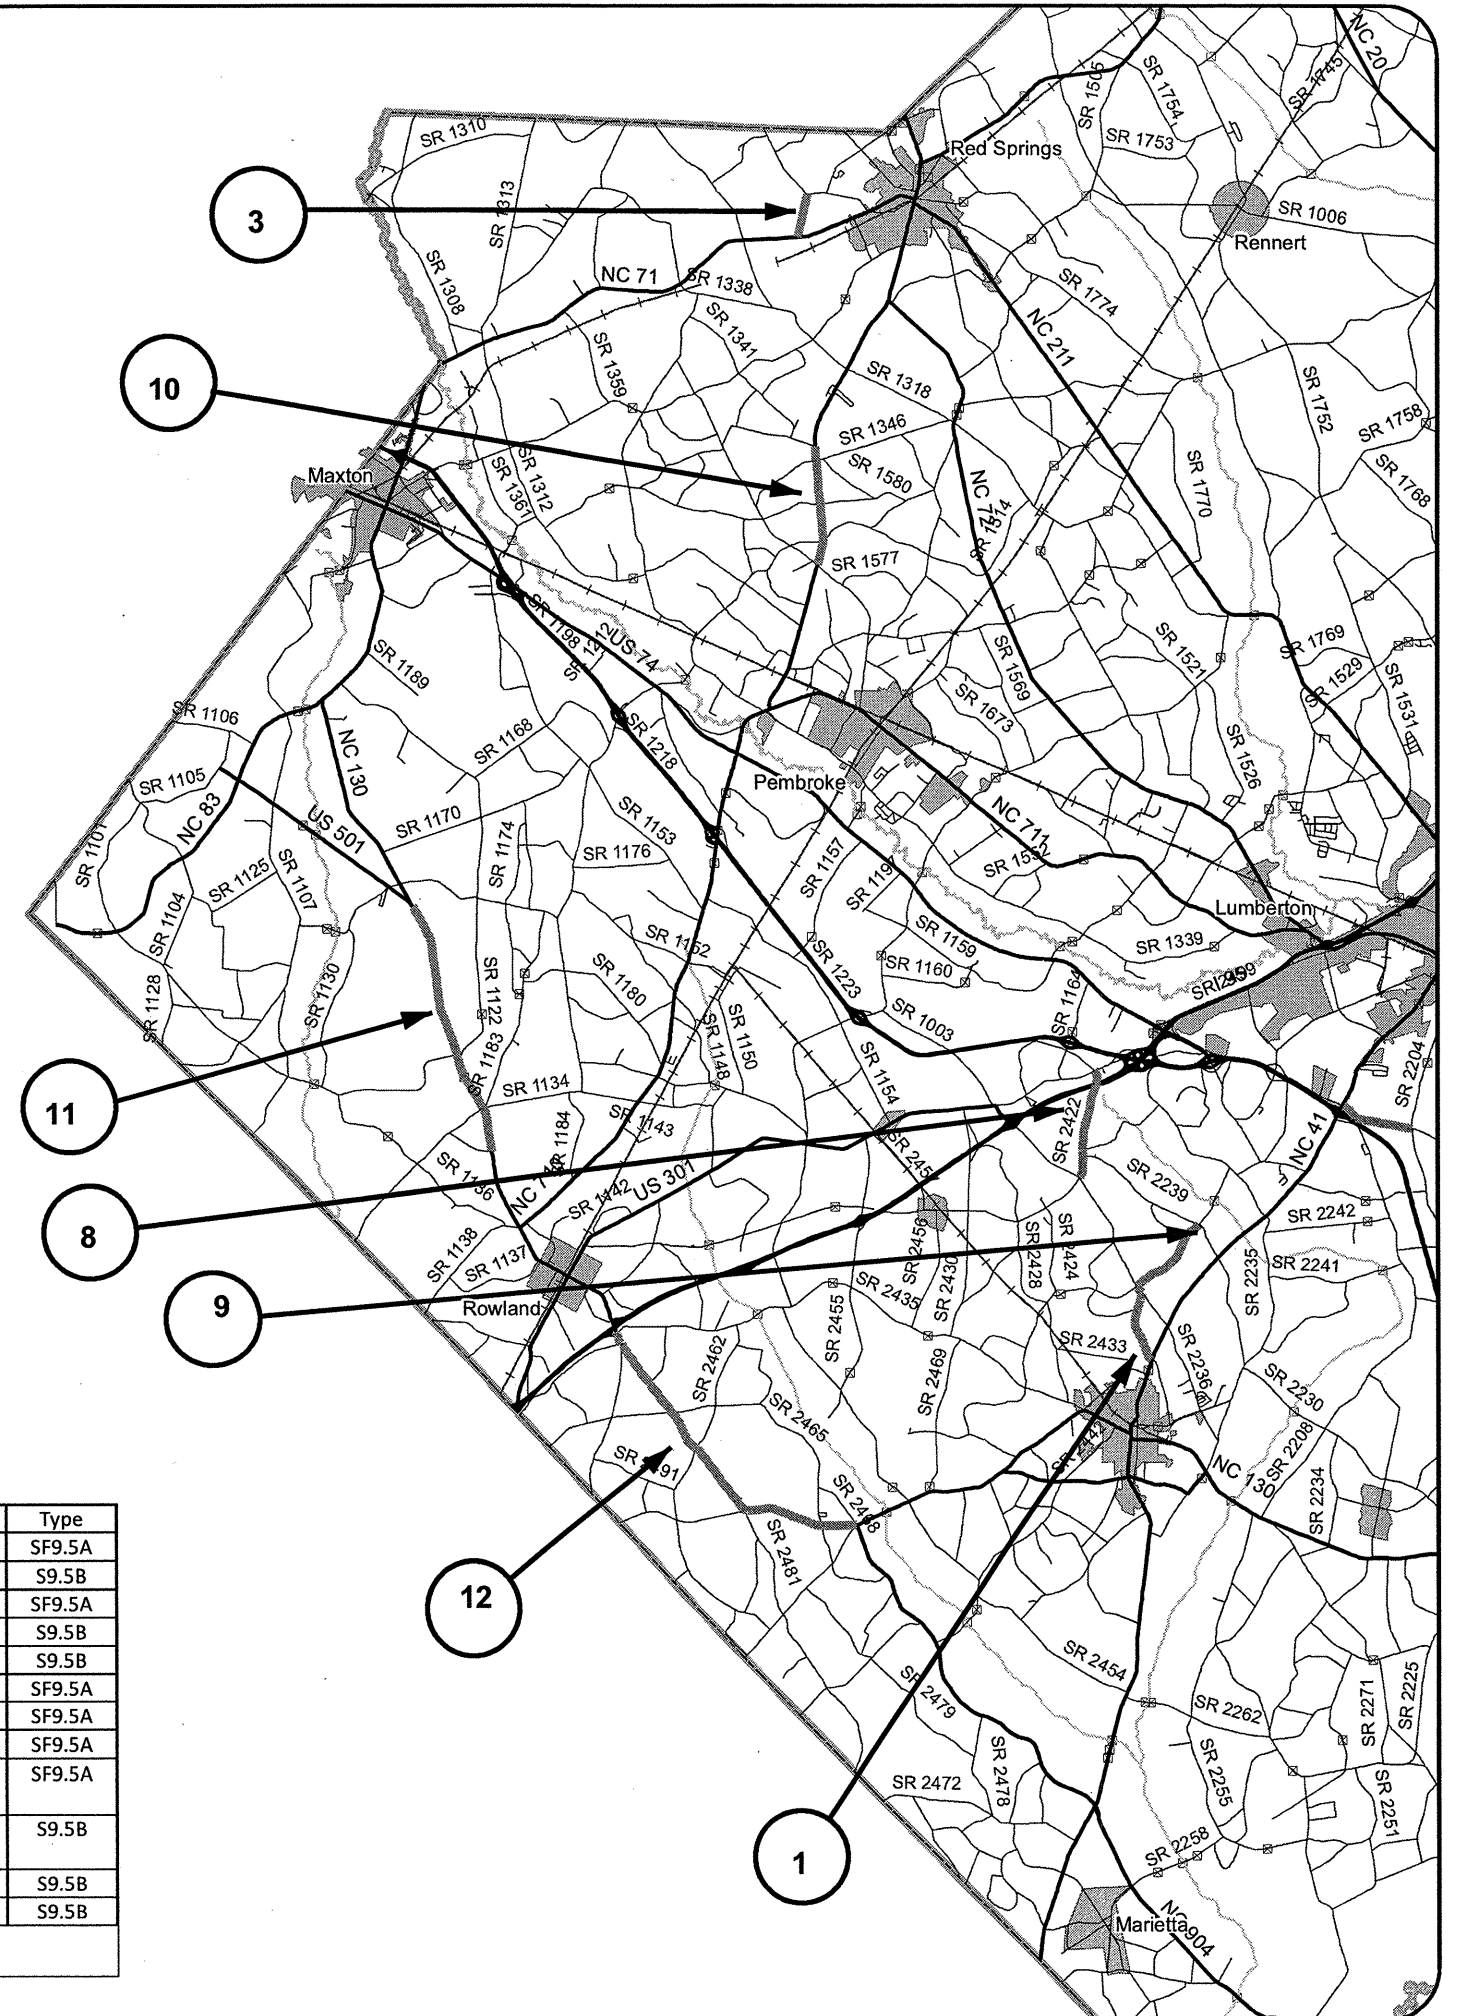 NC 20
SR 1505
SR 1754
SR 1745
SR 1310
SR 1753
Red Springs
SR 1313
3
SR 1006
Rennert
SR 1308
NC 71
SR 1338
SR 1774
SR 1341
NC 211
SR 1359
SR 1318
SR 1752
10
SR 1346
SR 1758
Maxton
SR 1361
SR 1312
SR 1580
SR 1770
SR 1768
SR 1314
SR 1577
SR 1198
SR 1212
US 74
SR 1189
SR 1569
SR 1521
SR 1769
SR 1529
SR 1531
SR 1106
SR 1673
NC 130
SR 1168
SR 1218
SR 1526
SR 1105
Pembroke
NC 83
US 501
SR 1170
SR 1153
NC 711
SR 1101
SR 1174
SR 1176
SR 1157
SR 1197
SR 1552
SR 1125
SR 1107
SR 1104
Lumberton
SR 1152
SR 1159
SR 1339
SR 1128
SR 1130
SR 1122
SR 1180
SR 1223
SR 1160
SR 1164
SR 1003
SR 1150
SR 1148
SR 1183
SR 1134
SR 1154
SR 2204
11
SR 1143
SR 2422
NC 41
SR 1184
SR 1136
US 301
SR 1142
SR 2239
8
SR 1138
SR 1137
SR 2456
SR 2430
SR 2428
SR 2424
SR 2235
SR 2242
SR 2241
9
Rowland
SR 2455
SR 2435
SR 2433
SR 2236
SR 2462
SR 2469
SR 2230
SR 2465
SR 2442
SR 2208
NC 130
SR 2234
SR 2481
12
SR 2454
SR 2479
SR 2262
SR 2271
SR 2225
SR 2478
SR 2472
SR 2255
SR 2251
1
SR 2258
Marietta
NC 904
Type
SF9.5A
S9.5B
SF9.5A
S9.5B
S9.5B
SF9.5A
SF9.5A
SF9.5A
SF9.5A
S9.5B
S9.5B
S9.5B